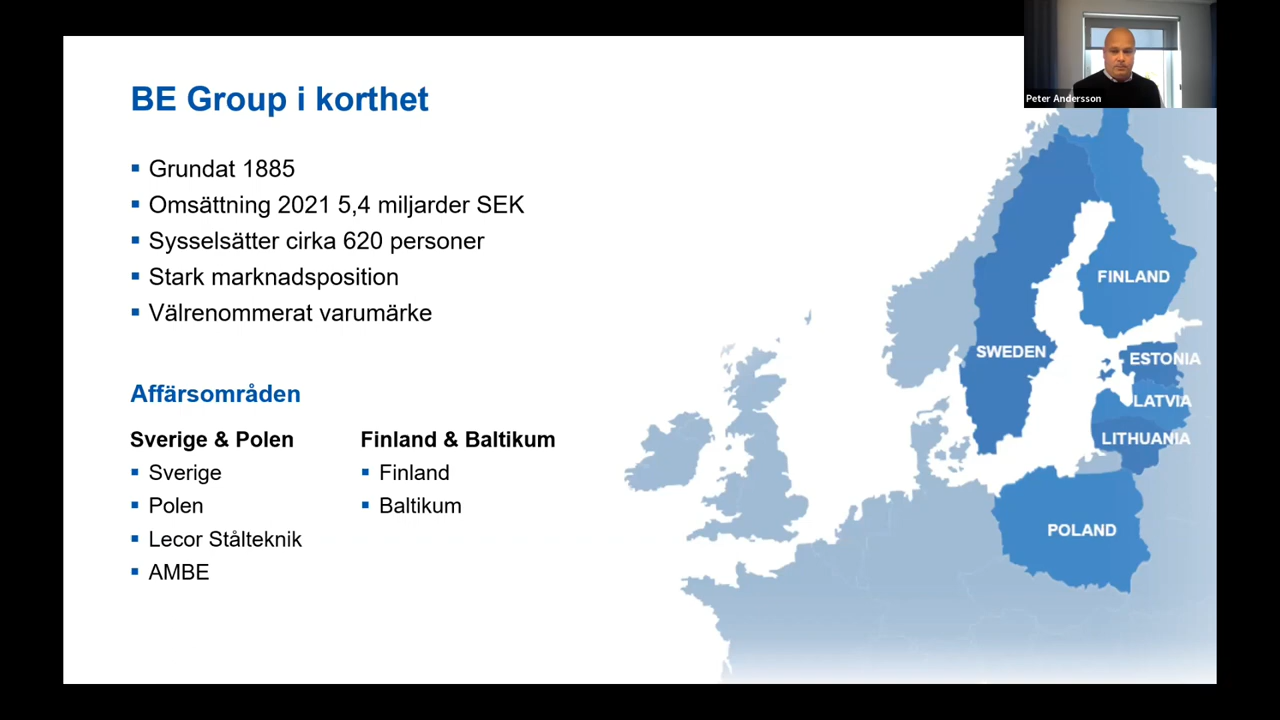 Peter Andersson
BE Group i korthet
Grundat 1885
Omsättning 2021 5,4 miljarder SEK
Sysselsätter cirka 620 personer
Stark marknadsposition
Välrenommerat varumärke
Affärsområden
Sverige & Polen
Sverige
Polen
Lecor Stålteknik
AMBE
Finland & Baltikum
Finland
Baltikum
FINLAND
SWEDEN
ESTONIA
LATVIA
LITHUANIA
POLAND